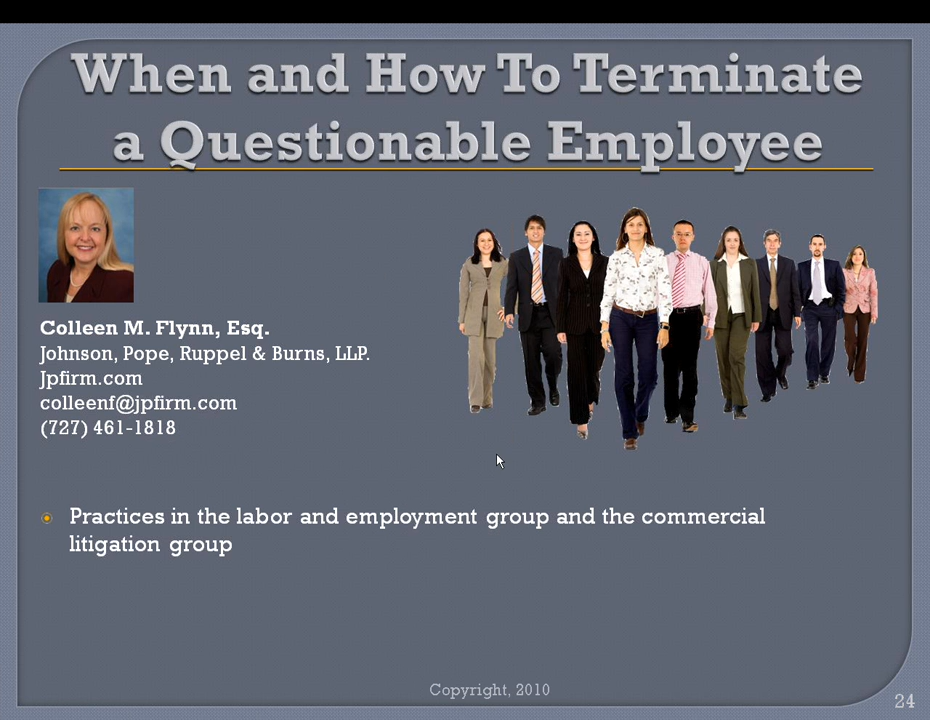 When and How To Terminate
a Questionable Employee
Colleen M. Flynn, Esq.
Johnson, Pope, Ruppel & Burns, LLP.
Jpfirm.com
colleenf@jpfirm.com
(727) 461-1818
Practices in the labor and employment group and the commercial
litigation group
Copyright, 2010
24